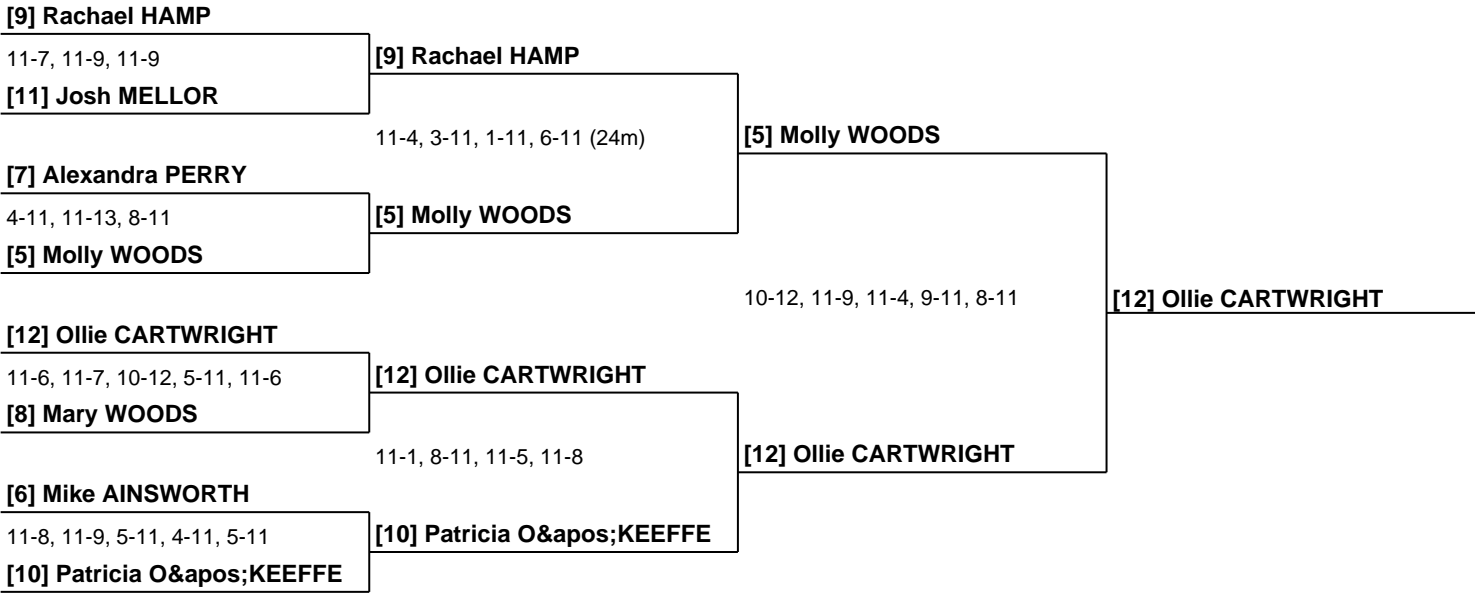 [9] Rachael HAMP
11-7, 11-9, 11-9
[11] Josh MELLOR
[7] Alexandra PERRY
4-11, 11-13, 8-11
[5] Molly WOODS
[12] Ollie CARTWRIGHT
11-6, 11-7, 10-12, 5-11, 11-6
[8] Mary WOODS
[6] Mike AINSWORTH
11-8, 11-9, 5-11, 4-11, 5-11
[10] Patricia O&apos;KEEFFE
[9] Rachael HAMP
11-4, 3-11, 1-11, 6-11 (24m)
[5] Molly WOODS
[12] Ollie CARTWRIGHT
11-1, 8-11, 11-5, 11-8
[10] Patricia O&apos;KEEFFE
[5] Molly WOODS
10-12, 11-9, 11-4, 9-11, 8-11
[12] Ollie CARTWRIGHT
[12] Ollie CARTWRIGHT